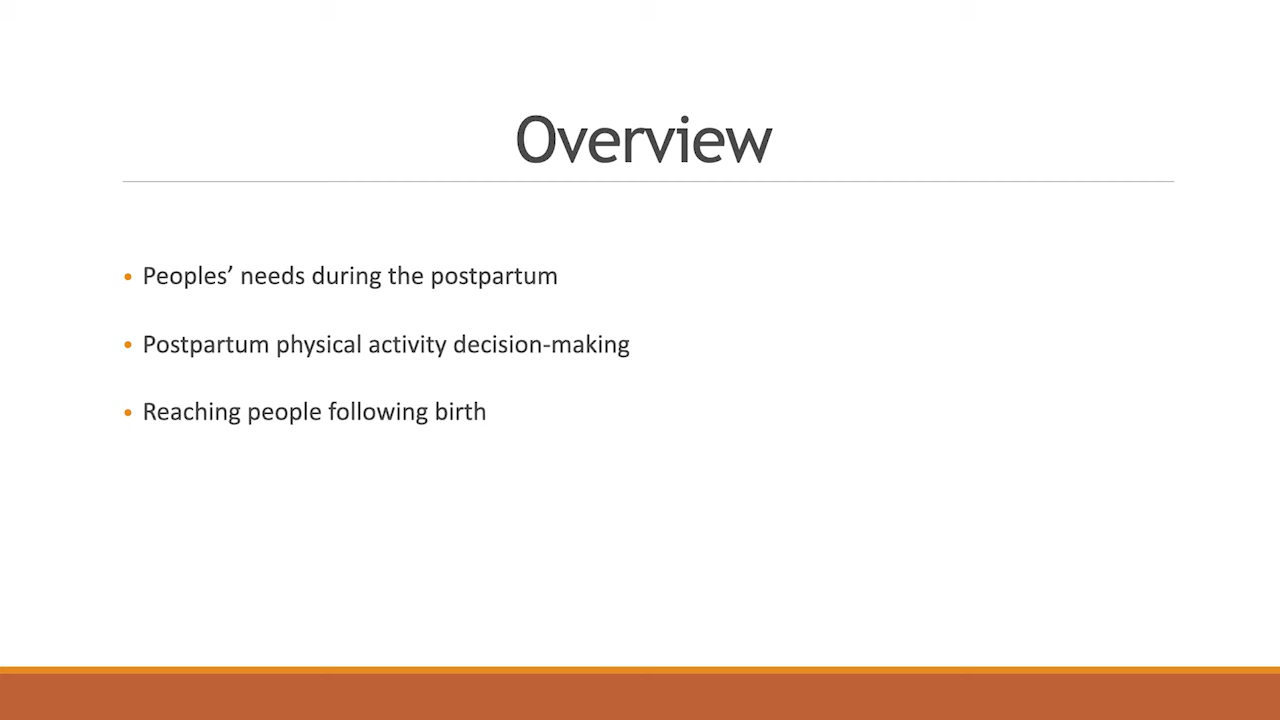 Overview
• Peoples’ needs during the postpartum
• Postpartum physical activity decision-making
• Reaching people following birth